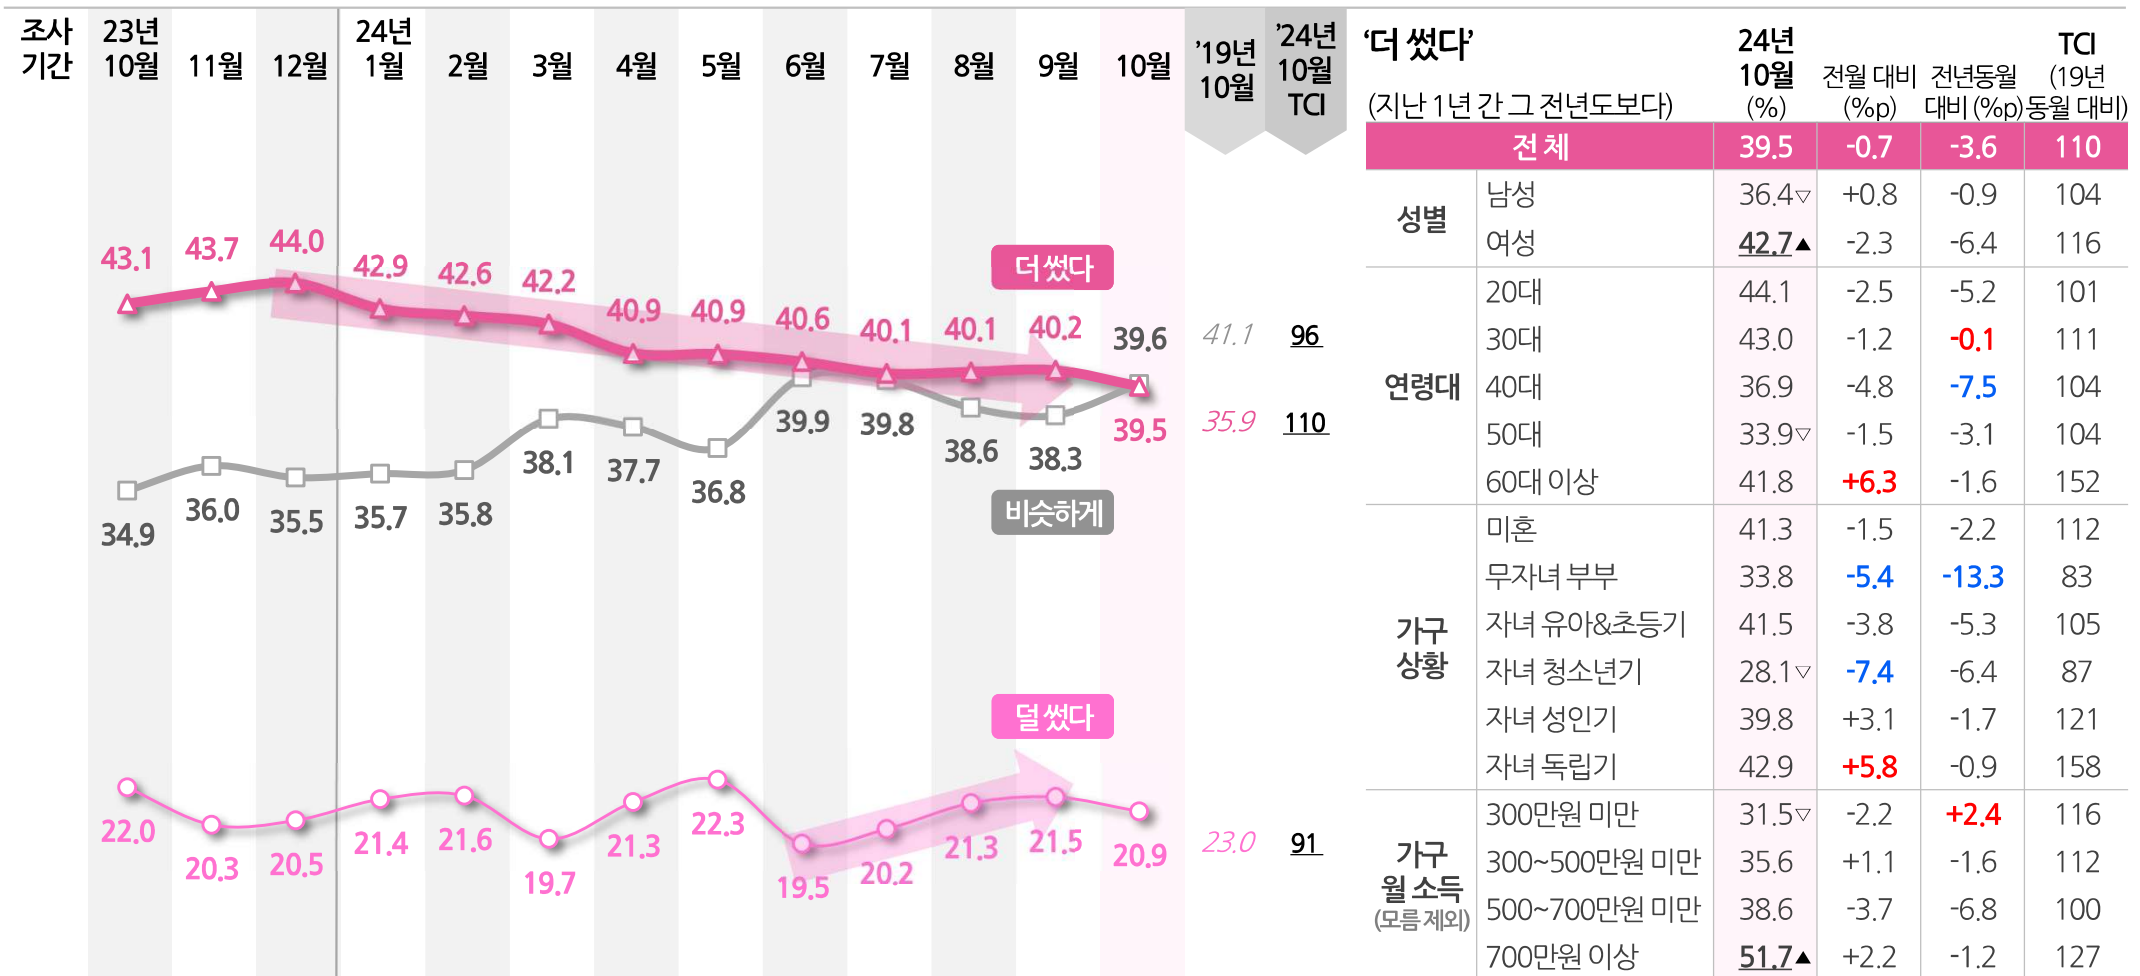 조사 기간 23년 10월 11월 12월 24년 1월 2월 3월 4월 5월 6월 7월 8월 9월 10월 ’19년 10월 ’24년 10월 TCI
43.1 43.7 44.0 42.9 42.6 42.2 40.9 40.9 40.6 40.1 40.1 40.2 39.5 35.9 110
더 썼다
34.9 36.0 35.5 35.7 35.8 38.1 37.7 36.8 39.9 39.8 38.6 38.3 39.6 41.1 96
비슷하게
덜 썼다
22.0 20.3 20.5 21.4 21.6 19.7 21.3 22.3 19.5 20.2 21.3 21.5 20.9 23.0 91
‘더 썼다’
(지난 1년 간 그 전년도보다)
24년 10월 (%) 전월 대비 (%p) 전년동월 대비 (%p) TCI (19년 동월 대비)
전 체 39.5 -0.7 -3.6 110
성별
남성 36.4▽ +0.8 -0.9 104
여성 42.7▲ -2.3 -6.4 116
연령대
20대 44.1 -2.5 -5.2 101
30대 43.0 -1.2 -0.1 111
40대 36.9 -4.8 -7.5 104
50대 33.9▽ -1.5 -3.1 104
60대 이상 41.8 +6.3 -1.6 152
가구 상황
미혼 41.3 -1.5 -2.2 112
무자녀 부부 33.8 -5.4 -13.3 83
자녀 유아&초등기 41.5 -3.8 -5.3 105
자녀 청소년기 28.1▽ -7.4 -6.4 87
자녀 성인기 39.8 +3.1 -1.7 121
자녀 독립기 42.9 +5.8 -0.9 158
가구 월 소득 (모름 제외)
300만원 미만 31.5▽ -2.2 +2.4 116
300~500만원 미만 35.6 +1.1 -1.6 112
500~700만원 미만 38.6 -3.7 -6.8 100
700만원 이상 51.7▲ +2.2 -1.2 127